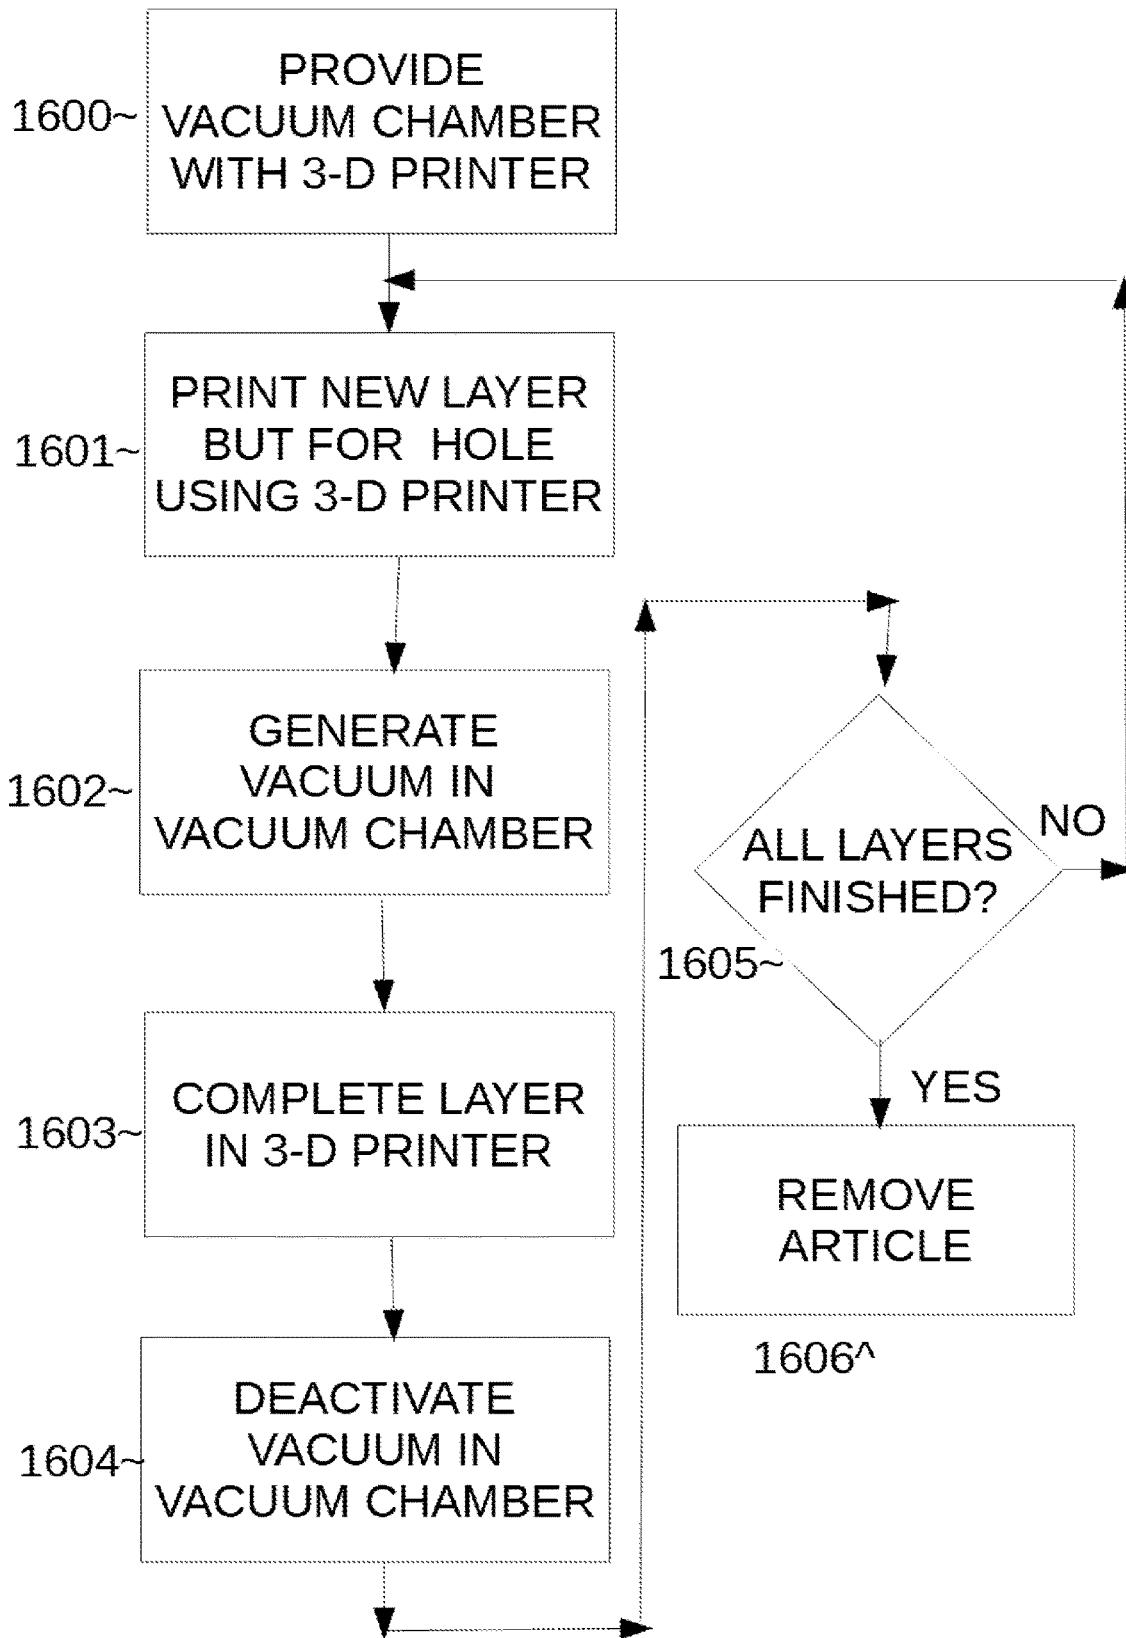 PROVIDE
1600~ VACUUM CHAMBER
WITH 3-D PRINTER
PRINT NEW LAYER
1601~ BUT FOR HOLE
USING 3-D PRINTER
GENERATE
1602~ VACUUM IN
VACUUM CHAMBER
COMPLETE LAYER
1603~ IN 3-D PRINTER
DEACTIVATE
1604~ VACUUM IN
VACUUM CHAMBER
ALL LAYERS
FINISHED?
1605~
NO
YES
REMOVE
ARTICLE
1606^